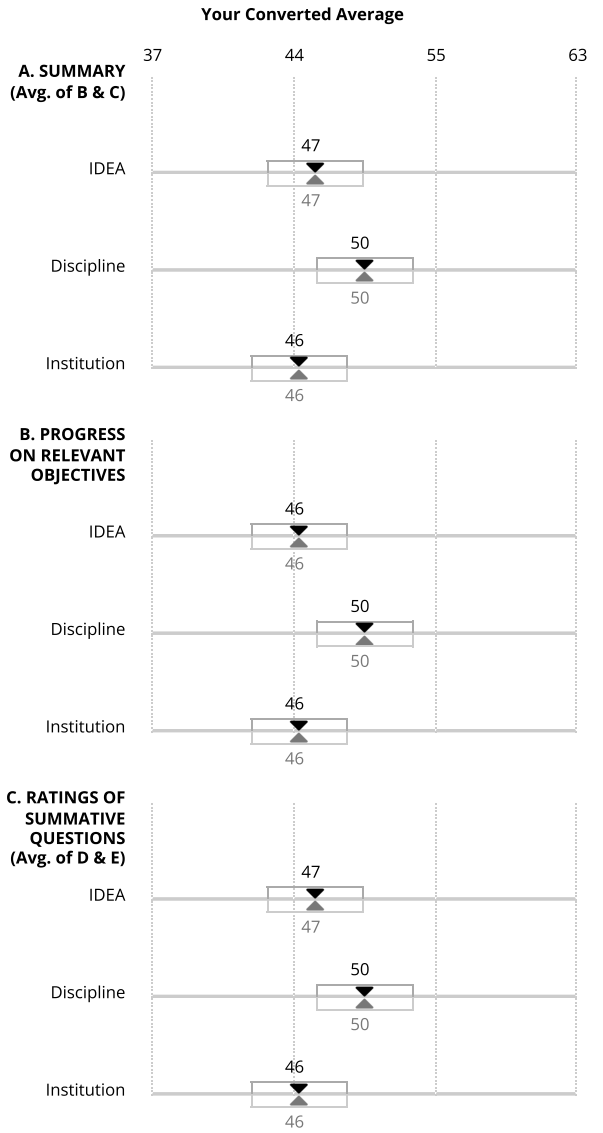 Your Converted Average
37 44 55 63
A. SUMMARY
(Avg. of B & C)
47
IDEA
47
50
Discipline
50
46
Institution
46
B. PROGRESS
ON RELEVANT
OBJECTIVES
46
IDEA
46
50
Discipline
50
46
Institution
46
C. RATINGS OF
SUMMATIVE
QUESTIONS
(Avg. of D & E)
47
IDEA
47
50
Discipline
50
46
Institution
46